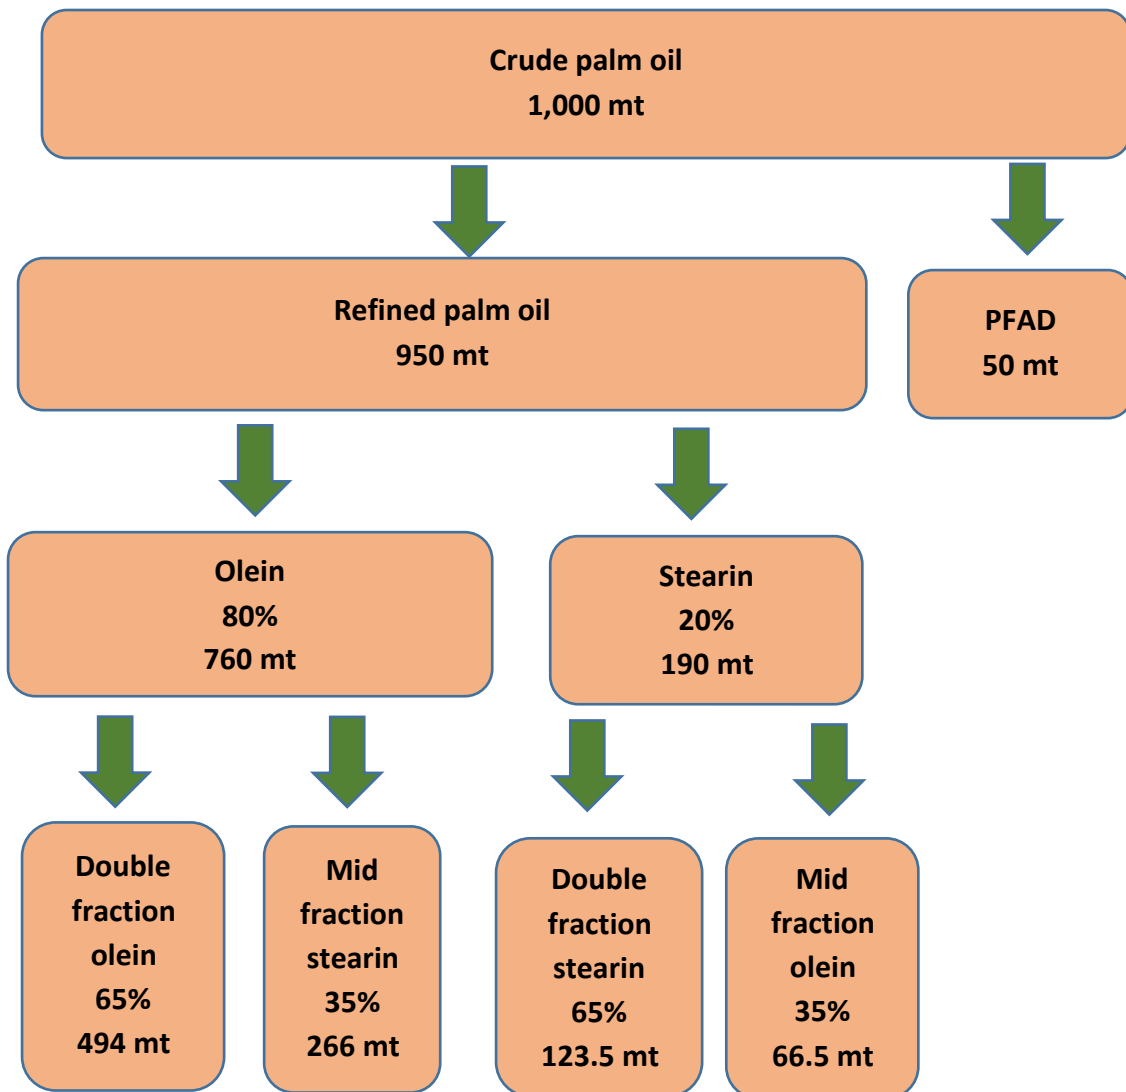 Crude palm oil
1,000 mt
Refined palm oil
950 mt
PFAD
50 mt
Olein
80%
760 mt
Stearin
20%
190 mt
Double
fraction
olein
65%
494 mt
Mid
fraction
stearin
35%
266 mt
Double
fraction
stearin
65%
123.5 mt
Mid
fraction
olein
35%
66.5 mt